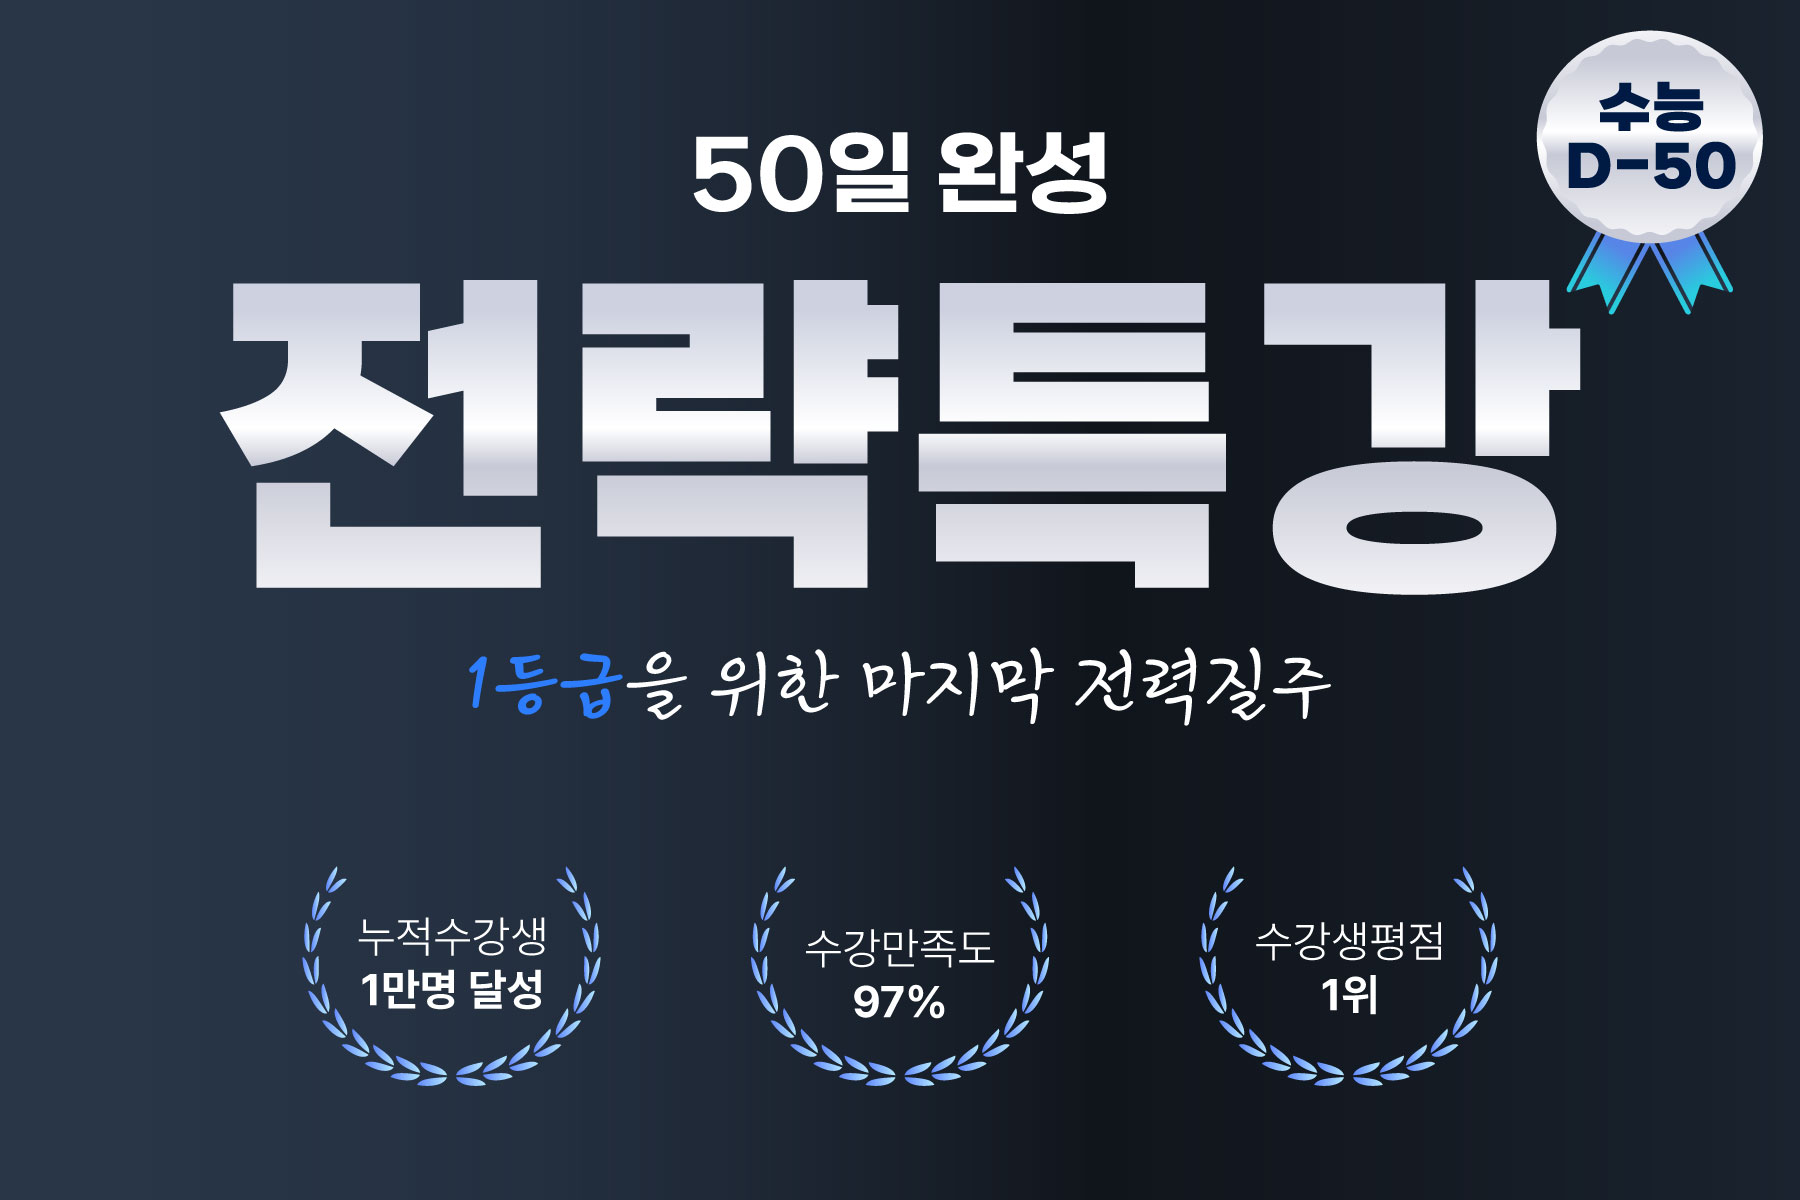 수능
D-50
50일 완성
전략특강
1등급을 위한 마지막 전력질주
누적수강생
1만명 달성
수강만족도
97%
수강생평점
1위